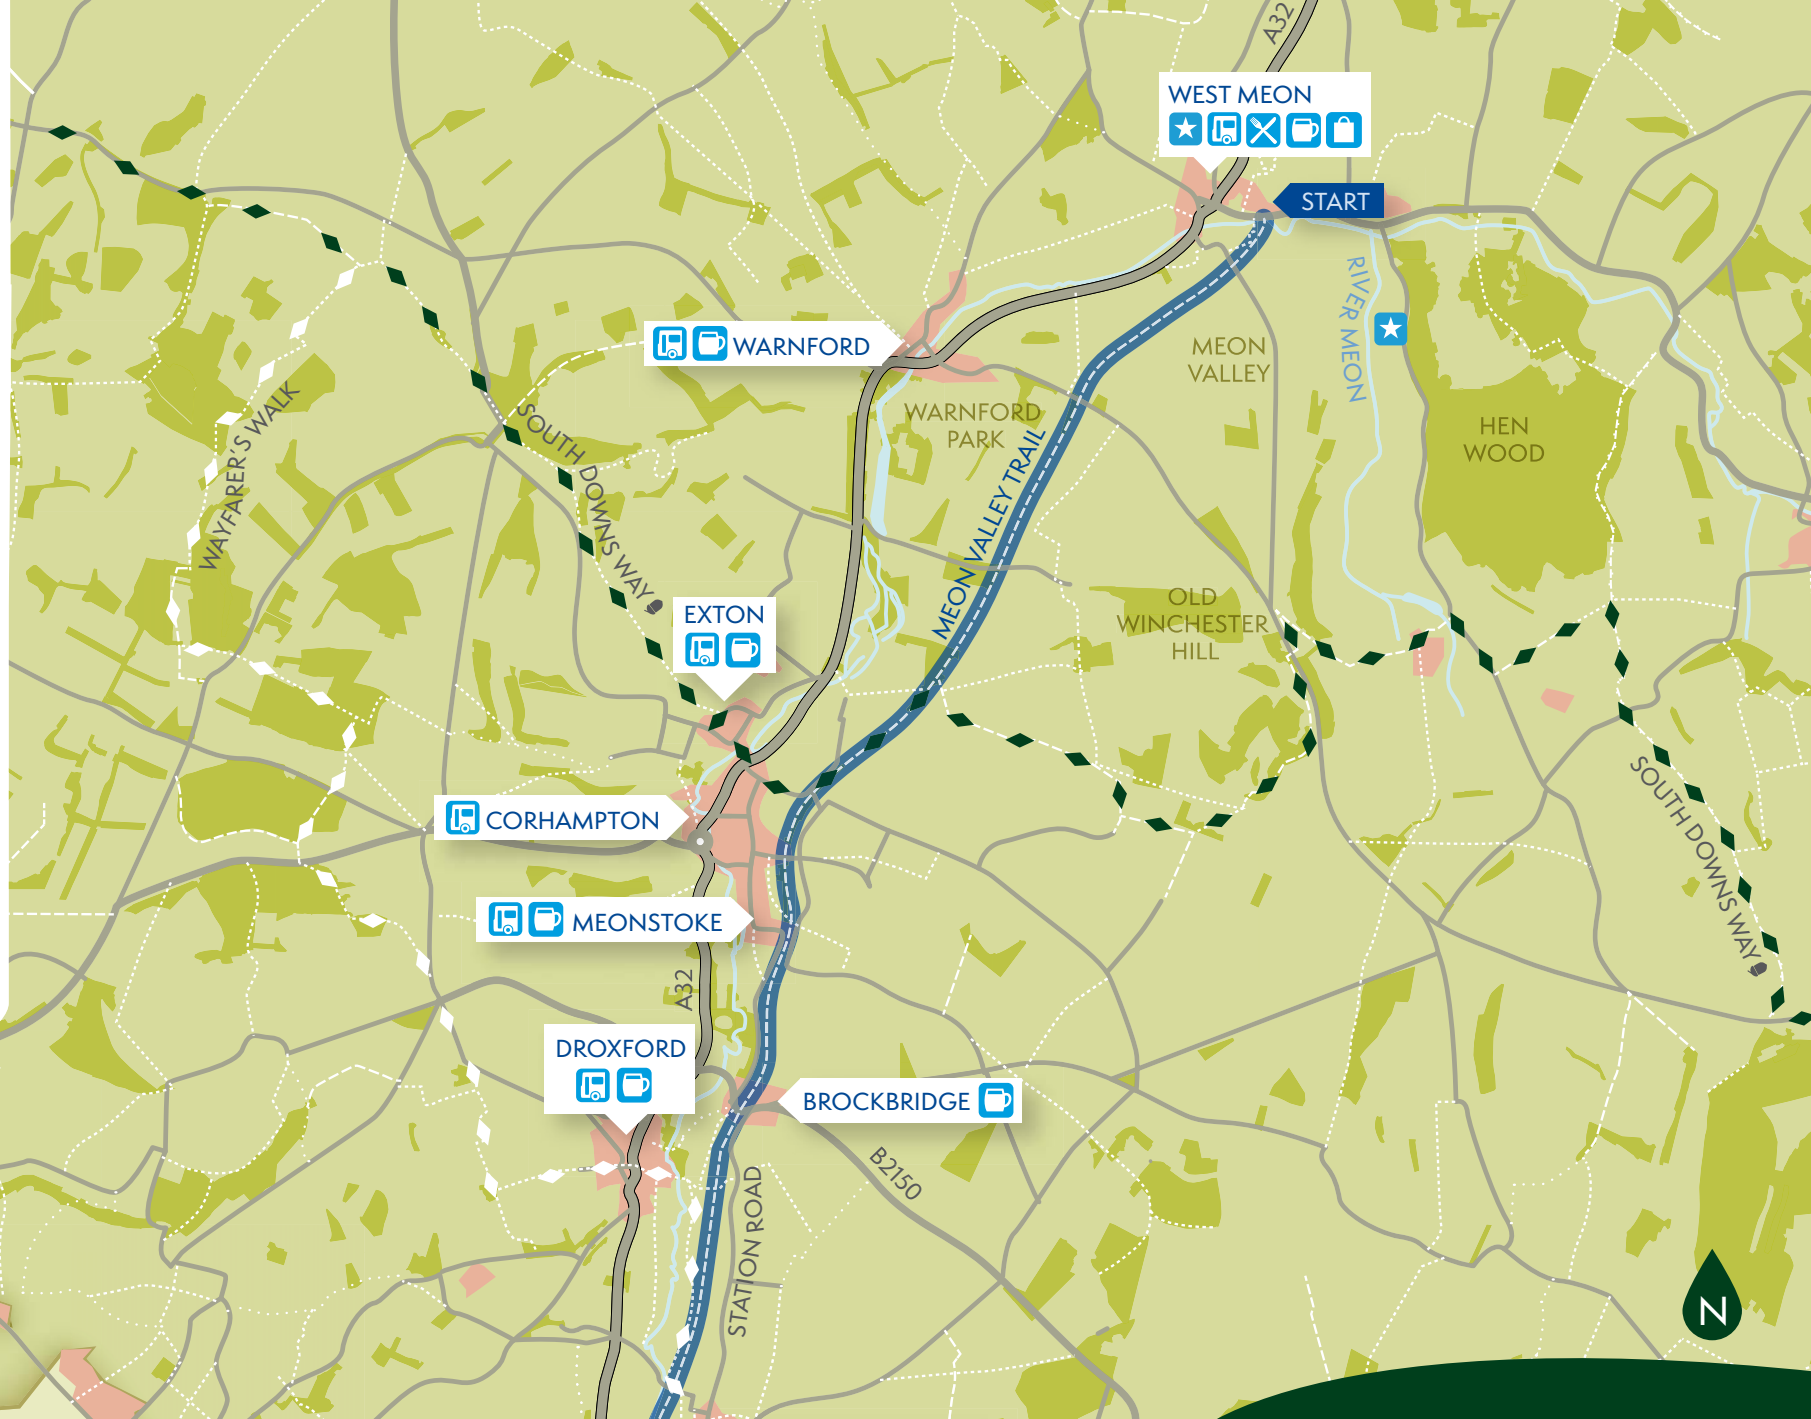 A32
WEST MEON
START
RIVER MEON
WARNFORD
MEON
VALLEY
WAYFARER'S WALK
SOUTH DOWNS WAY
WARNFORD
PARK
HEN
WOOD
MEON VALLEY TRAIL
EXTON
OLD
WINCHESTER
HILL
CORHAMPTON
SOUTH DOWNS WAY
MEONSTOKE
A32
DROXFORD
BROCKBRIDGE
B2150
STATION ROAD
N